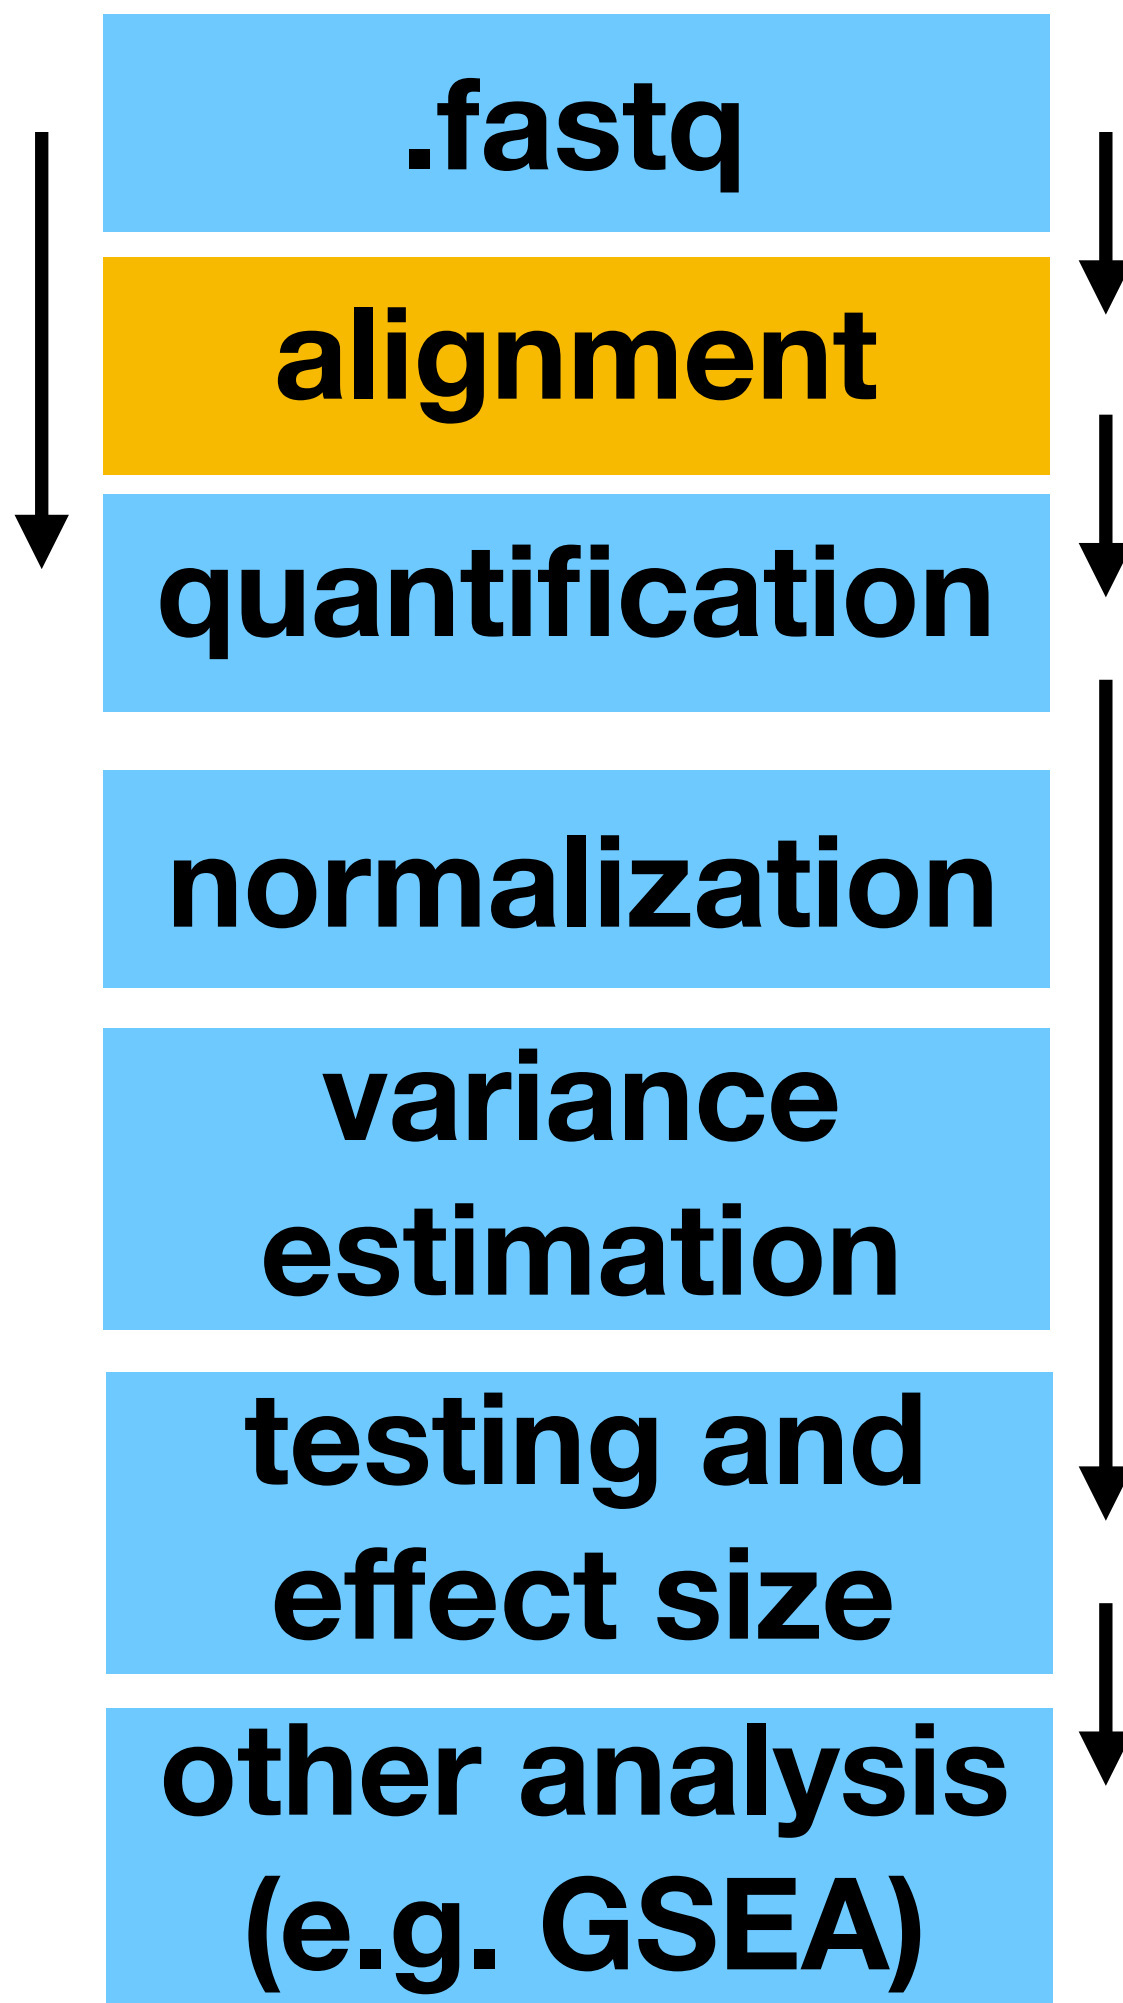 .fastq
alignment
quantification
normalization
variance
estimation
testing and
effect size
other analysis
(e.g. GSEA)